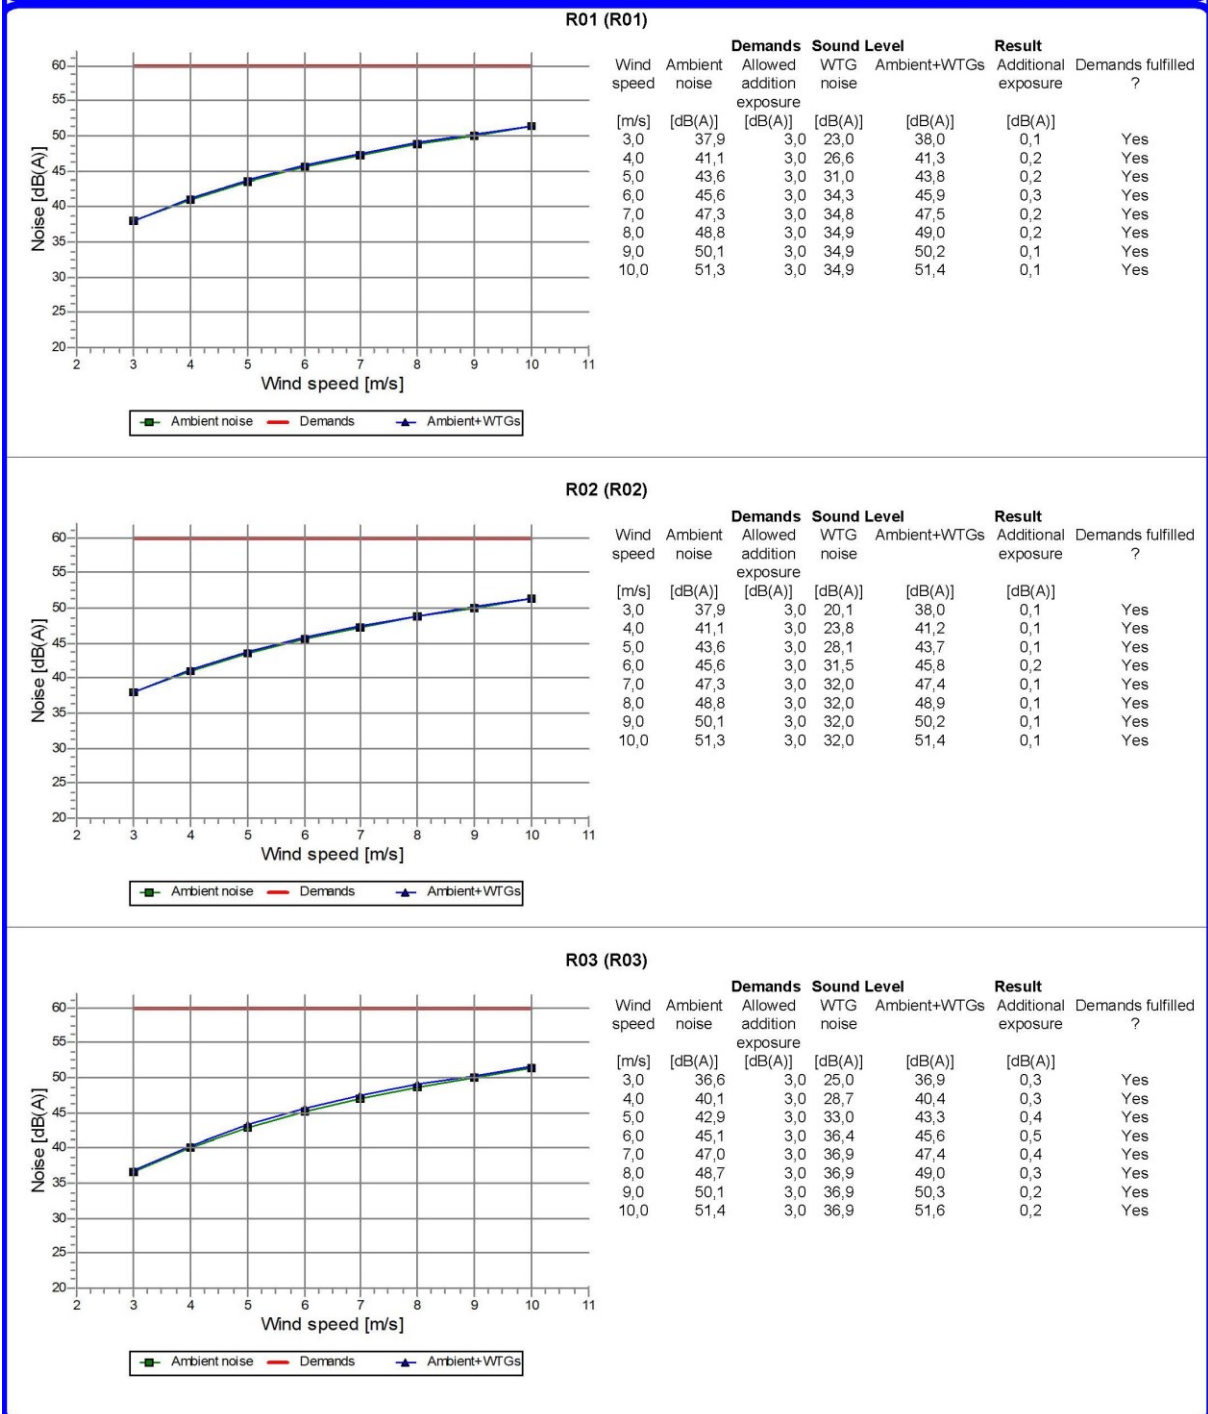 R01 (R01)
Demands Sound Level Result
Wind Ambient Allowed WTG Ambient+WTGs Additional Demands fulfilled
speed noise addition noise exposure ?
exposure
[m/s] [dB(A)] [dB(A)] [dB(A)] [dB(A)] [dB(A)]
3,0 37,9 3,0 23,0 38,0 0,1 Yes
4,0 41,1 3,0 26,6 41,3 0,2 Yes
5,0 43,6 3,0 31,0 43,8 0,2 Yes
6,0 45,6 3,0 34,3 45,9 0,3 Yes
7,0 47,3 3,0 34,8 47,5 0,2 Yes
8,0 48,8 3,0 34,9 49,0 0,2 Yes
9,0 50,1 3,0 34,9 50,2 0,1 Yes
10,0 51,3 3,0 34,9 51,4 0,1 Yes
Noise [dB(A)]
60
55
50
45
40
35
30
25
20
2 3 4 5 6 7 8 9 10 11
Wind speed [m/s]
Ambient noise Demands Ambient+WTGs
R02 (R02)
Demands Sound Level Result
Wind Ambient Allowed WTG Ambient+WTGs Additional Demands fulfilled
speed noise addition noise exposure ?
exposure
[m/s] [dB(A)] [dB(A)] [dB(A)] [dB(A)] [dB(A)]
3,0 37,9 3,0 20,1 38,0 0,1 Yes
4,0 41,1 3,0 23,8 41,2 0,1 Yes
5,0 43,6 3,0 28,1 43,7 0,1 Yes
6,0 45,6 3,0 31,5 45,8 0,2 Yes
7,0 47,3 3,0 32,0 47,4 0,1 Yes
8,0 48,8 3,0 32,0 48,9 0,1 Yes
9,0 50,1 3,0 32,0 50,2 0,1 Yes
10,0 51,3 3,0 32,0 51,4 0,1 Yes
Noise [dB(A)]
60
55
50
45
40
35
30
25
20
2 3 4 5 6 7 8 9 10 11
Wind speed [m/s]
Ambient noise Demands Ambient+WTGs
R03 (R03)
Demands Sound Level Result
Wind Ambient Allowed WTG Ambient+WTGs Additional Demands fulfilled
speed noise addition noise exposure ?
exposure
[m/s] [dB(A)] [dB(A)] [dB(A)] [dB(A)] [dB(A)]
3,0 36,6 3,0 25,0 36,9 0,3 Yes
4,0 40,1 3,0 28,7 40,4 0,3 Yes
5,0 42,9 3,0 33,0 43,3 0,4 Yes
6,0 45,1 3,0 36,4 45,6 0,5 Yes
7,0 47,0 3,0 36,9 47,4 0,4 Yes
8,0 48,7 3,0 36,9 49,0 0,3 Yes
9,0 50,1 3,0 36,9 50,3 0,2 Yes
10,0 51,4 3,0 36,9 51,6 0,2 Yes
Noise [dB(A)]
60
55
50
45
40
35
30
25
20
2 3 4 5 6 7 8 9 10 11
Wind speed [m/s]
Ambient noise Demands Ambient+WTGs